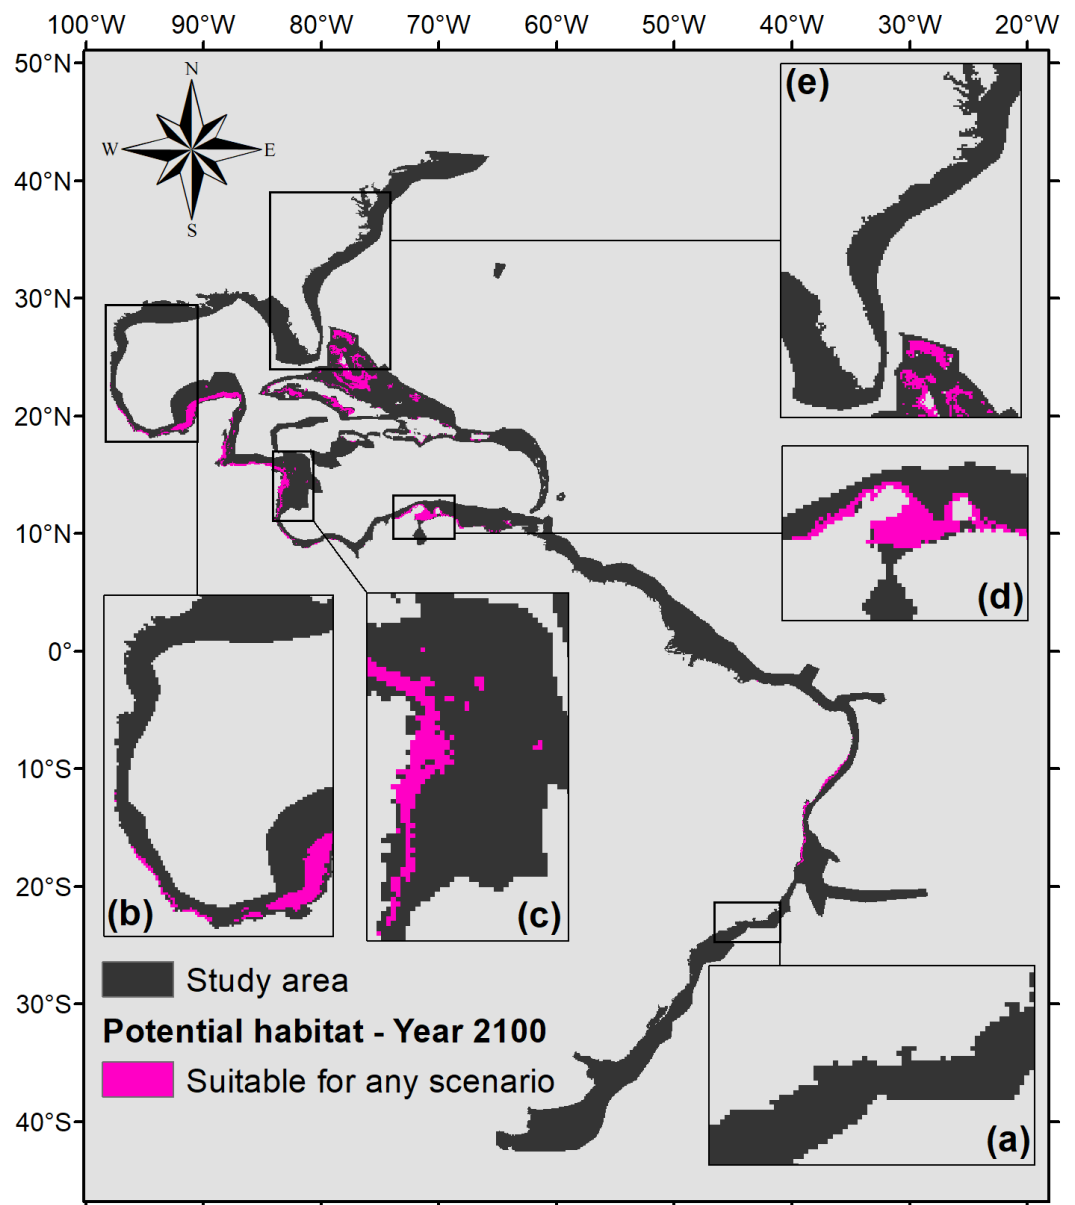 100°W 90°W 80°W 70°W 60°W 50°W 40°W 30°W 20°W
50°N
40°N
30°N
20°N
10°N
0°
10°S
20°S
30°S
40°S
N
W E
S
(e)
(d)
(b)
(c)
(a)
Study area
Potential habitat - Year 2100
Suitable for any scenario